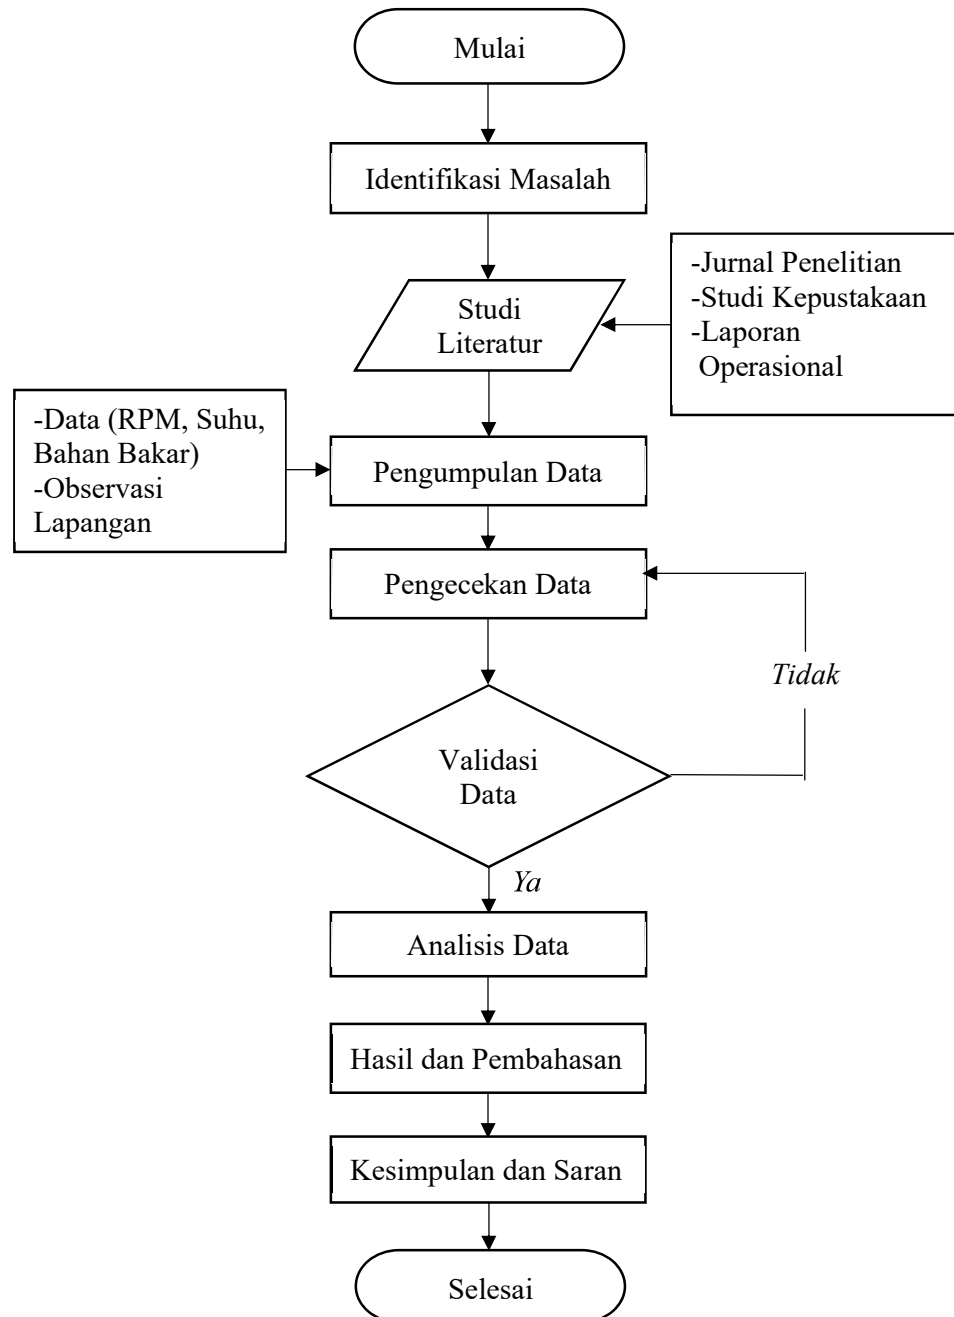 Mulai
Identifikasi Masalah
Studi
Literatur
-Jurnal Penelitian
-Studi Kepustakaan
-Laporan
Operasional
-Data (RPM, Suhu,
Bahan Bakar)
-Observasi
Lapangan
Pengumpulan Data
Pengecekan Data
Tidak
Validasi
Data
Ya
Analisis Data
Hasil dan Pembahasan
Kesimpulan dan Saran
Selesai